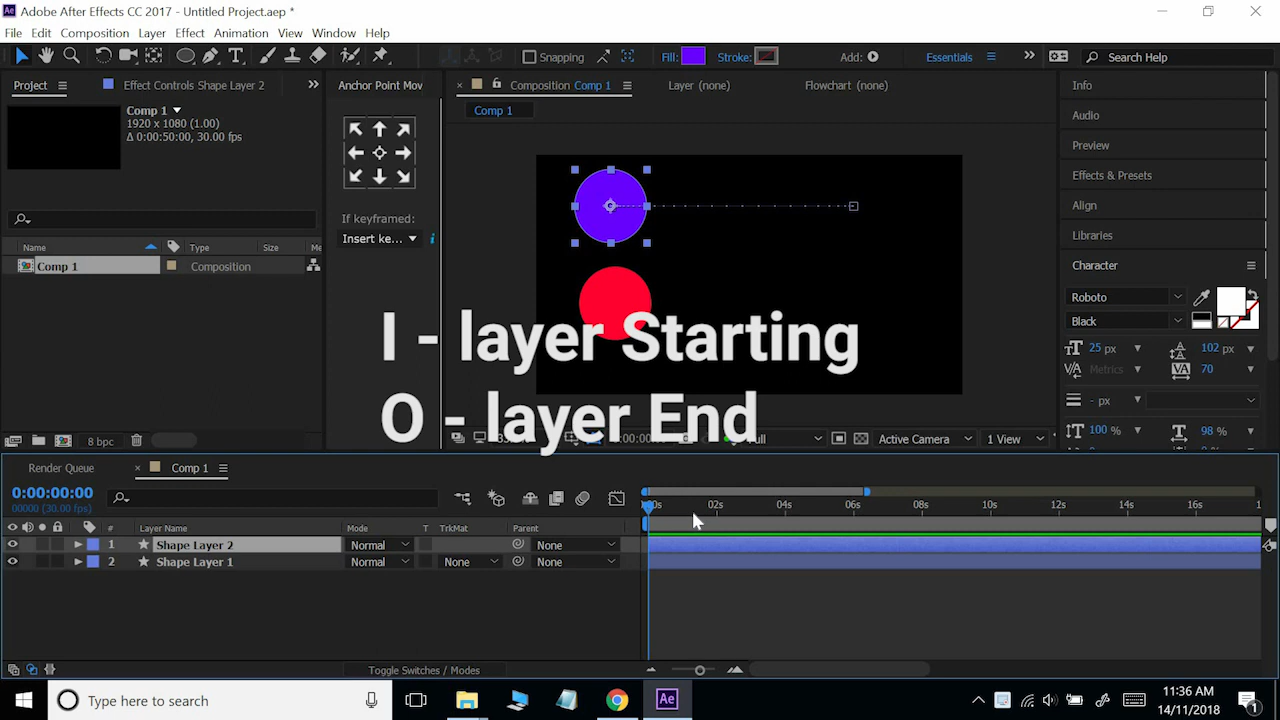 Adobe After Effects CC 2017 - Untitled Project.aep *
File Edit Composition Layer Effect Animation View Window Help
Snapping Fill: Stroke: Add: Essentials Search Help
Project Effect Controls Shape Layer 2 Anchor Point Mov Composition Comp 1 Layer (none) Flowchart (none) Info
Comp 1
1920 x 1080 (1.00)
Δ 0:00:50:00, 30.00 fps
Comp 1
Audio
Preview
Effects & Presets
Align
Libraries
Character
If keyframed:
Insert ke...
Name Type Size Me
Comp 1 Composition
Roboto
Black
25 px 102 px
Metrics 70
- px
100 % 98 %
I - layer Starting
O - layer End
8 bpc
Active Camera 1 View
Render Queue Comp 1
0:00:00:00
00000 (30.00 fps)
02s 04s 06s 08s 10s 12s 14s 16s 1
# Layer Name Mode T TrkMat Parent
1 Shape Layer 2 Normal None
2 Shape Layer 1 Normal None None
Toggle Switches / Modes
Type here to search
Ae
11:36 AM
14/11/2018
1